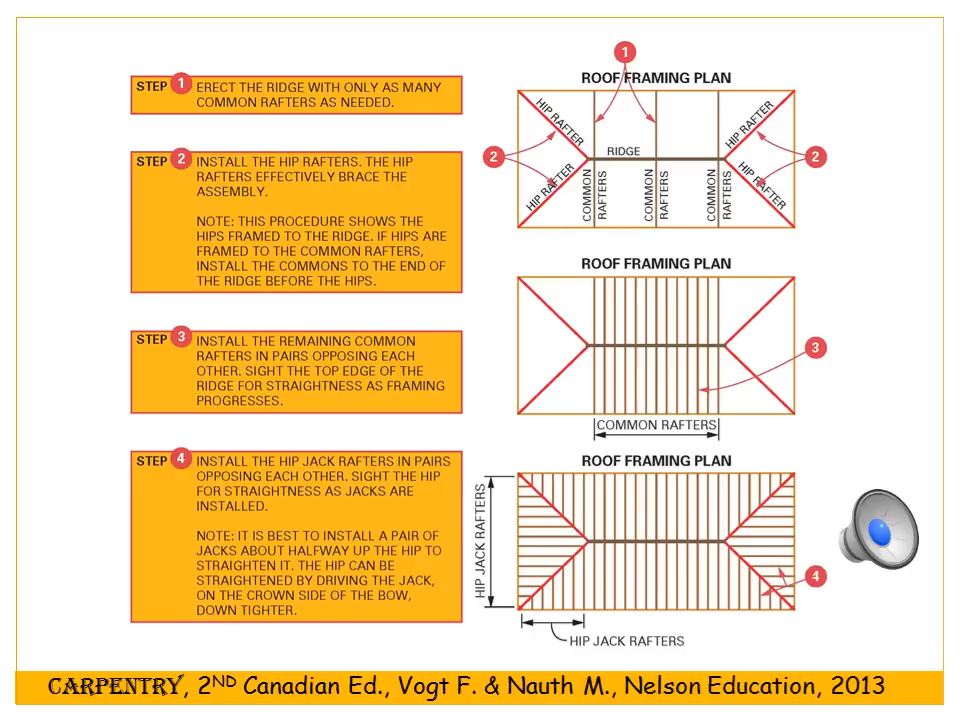 STEP 1 ERECT THE RIDGE WITH ONLY AS MANY
COMMON RAFTERS AS NEEDED.
STEP 2 INSTALL THE HIP RAFTERS. THE HIP
RAFTERS EFFECTIVELY BRACE THE
ASSEMBLY.
NOTE: THIS PROCEDURE SHOWS THE
HIPS FRAMED TO THE RIDGE. IF HIPS ARE
FRAMED TO THE COMMON RAFTERS,
INSTALL THE COMMONS TO THE END OF
THE RIDGE BEFORE THE HIPS.
STEP 3 INSTALL THE REMAINING COMMON
RAFTERS IN PAIRS OPPOSING EACH
OTHER. SIGHT THE TOP EDGE OF THE
RIDGE FOR STRAIGHTNESS AS FRAMING
PROGRESSES.
STEP 4 INSTALL THE HIP JACK RAFTERS IN PAIRS
OPPOSING EACH OTHER. SIGHT THE HIP
FOR STRAIGHTNESS AS JACKS ARE
INSTALLED.
NOTE: IT IS BEST TO INSTALL A PAIR OF
JACKS ABOUT HALFWAY UP THE HIP TO
STRAIGHTEN IT. THE HIP CAN BE
STRAIGHTENED BY DRIVING THE JACK,
ON THE CROWN SIDE OF THE BOW,
DOWN TIGHTER.
1
ROOF FRAMING PLAN
HIP RAFTER
HIP RAFTER
2
RIDGE
2
HIP RAFTER
HIP RAFTER
COMMON
RAFTERS
COMMON
RAFTERS
COMMON
RAFTERS
ROOF FRAMING PLAN
3
COMMON RAFTERS
ROOF FRAMING PLAN
HIP JACK RAFTERS
4
HIP JACK RAFTERS
CARPENTRY, 2ND Canadian Ed., Vogt F. & Nauth M., Nelson Education, 2013